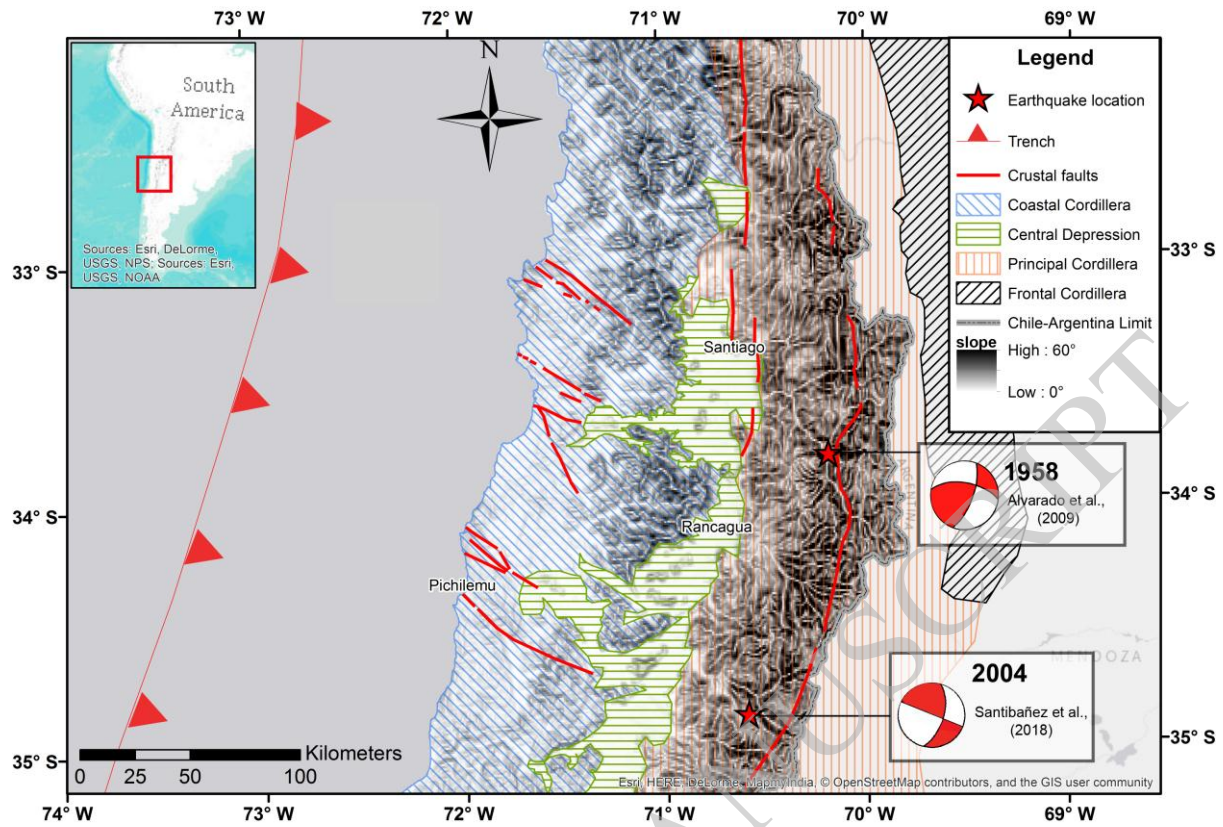 73° W
72° W
71° W
70° W
69° W
South
America
Sources: Esri, DeLorme,
USGS, NPS; Sources: Esri,
USGS, NOAA
N
Legend
Earthquake location
Trench
Crustal faults
Coastal Cordillera
Central Depression
Principal Cordillera
Frontal Cordillera
Chile-Argentina Limit
slope
High : 60°
Low : 0°
33° S
33° S
Santiago
1958
Alvarado et al.,
(2009)
ARGENTINA
34° S
34° S
Rancagua
Pichilemu
MENDOZA
2004
Santibañez et al.,
(2018)
35° S
35° S
Kilometers
0 25 50 100
Esri, HERE, DeLorme, MapmyIndia, © OpenStreetMap contributors, and the GIS user community
74° W
73° W
72° W
71° W
70° W
69° W